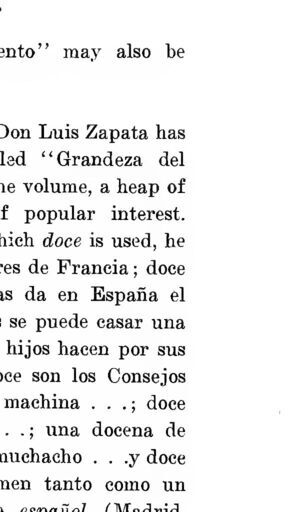 ento" may also be
Don Luis Zapata has
led "Grandeza del
he volume, a heap of
f popular interest.
hich doce is used, he
res de Francia; doce
as da en España el
se puede casar una
hijos hacen por sus
oce son los Consejos
machina . . .; doce
. .; una docena de
muchacho . . .y doce
men tanto como un
español (Madrid,